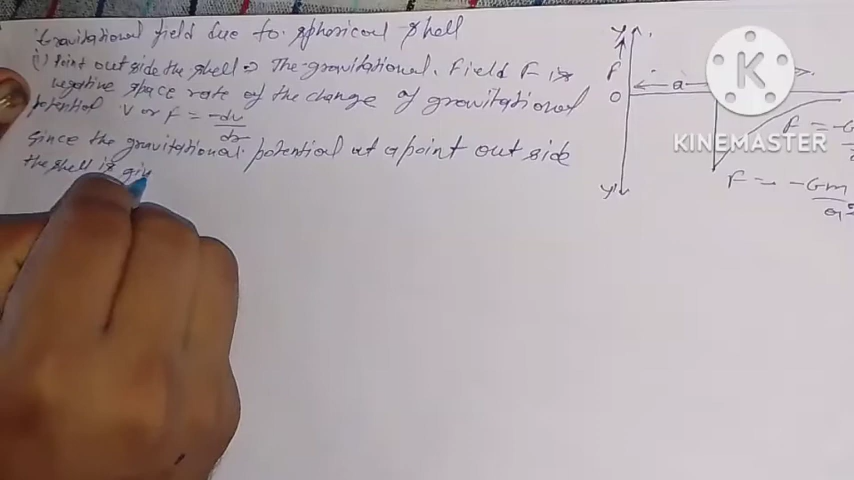 Gravitational field due to spherical shell
(i) Point out side the shell ⇒ The gravitational. Field F is
negative space rate of the change of gravitational
potential V or F = -dv/dr
Since the gravitational potential at a point out side
the shell is giv
Y
F
O
a
Y'
F = -G
F = -Gm/a²
K
KINEMASTER